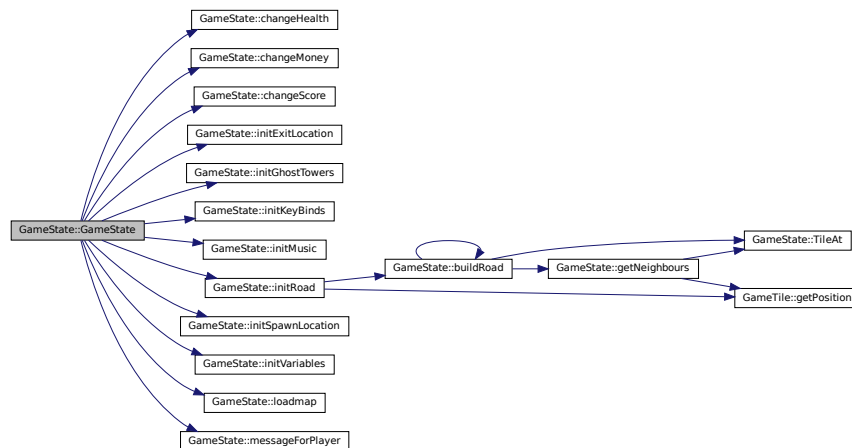 GameState::changeHealth
GameState::changeMoney
GameState::changeScore
GameState::initExitLocation
GameState::initGhostTowers
GameState::initKeyBinds
GameState::GameState
GameState::TileAt
GameState::initMusic
GameState::buildRoad
GameState::getNeighbours
GameState::initRoad
GameTile::getPosition
GameState::initSpawnLocation
GameState::initVariables
GameState::loadmap
GameState::messageForPlayer